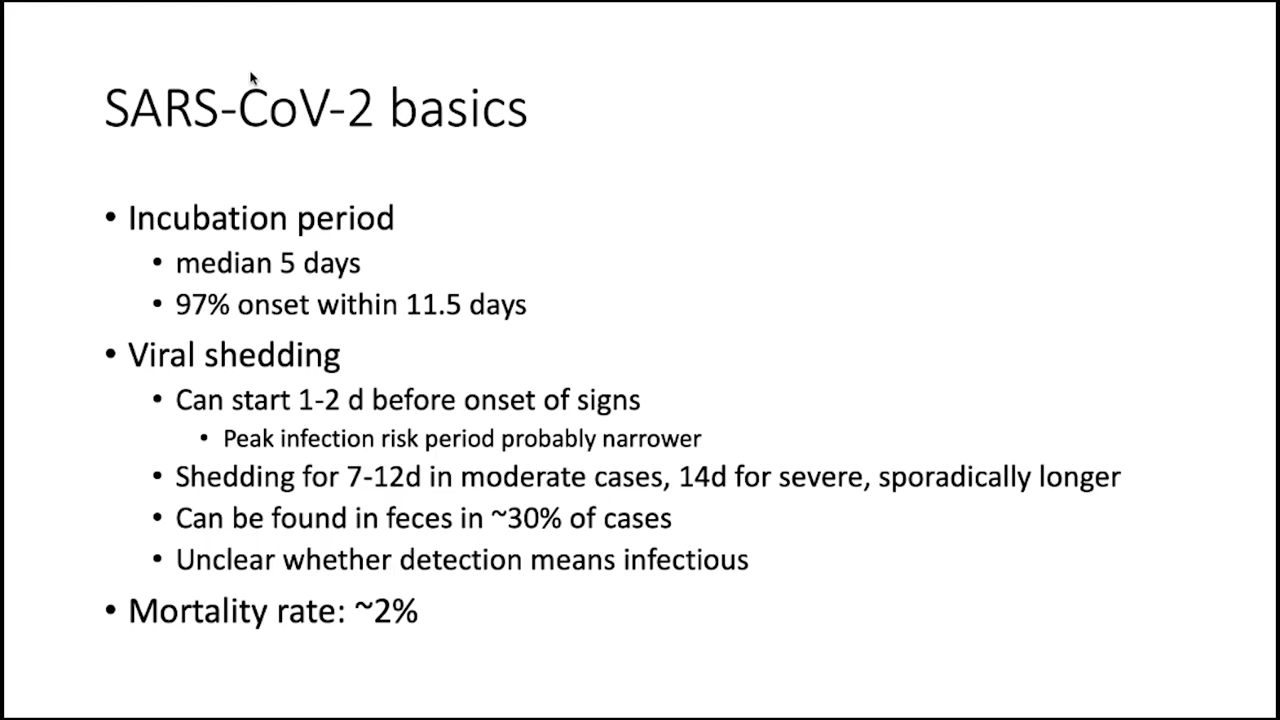 SARS-CoV-2 basics
• Incubation period
• median 5 days
• 97% onset within 11.5 days
• Viral shedding
• Can start 1-2 d before onset of signs
• Peak infection risk period probably narrower
• Shedding for 7-12d in moderate cases, 14d for severe, sporadically longer
• Can be found in feces in ~30% of cases
• Unclear whether detection means infectious
• Mortality rate: ~2%